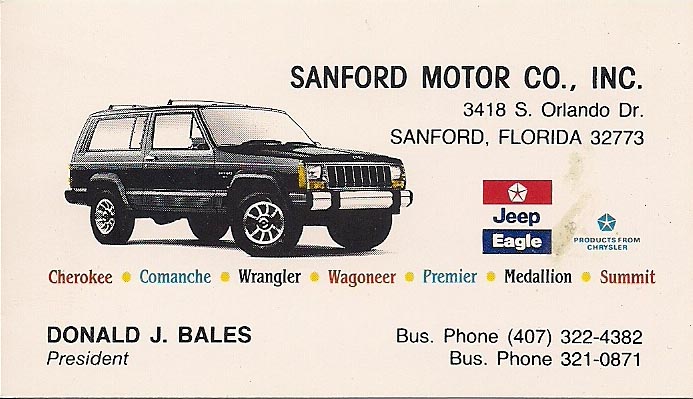 SANFORD MOTOR CO., INC.
3418 S. Orlando Dr.
SANFORD, FLORIDA 32773
Jeep
Eagle
PRODUCTS FROM
CHRYSLER
Cherokee • Comanche • Wrangler • Wagoneer • Premier • Medallion • Summit
DONALD J. BALES
President
Bus. Phone (407) 322-4382
Bus. Phone 321-0871